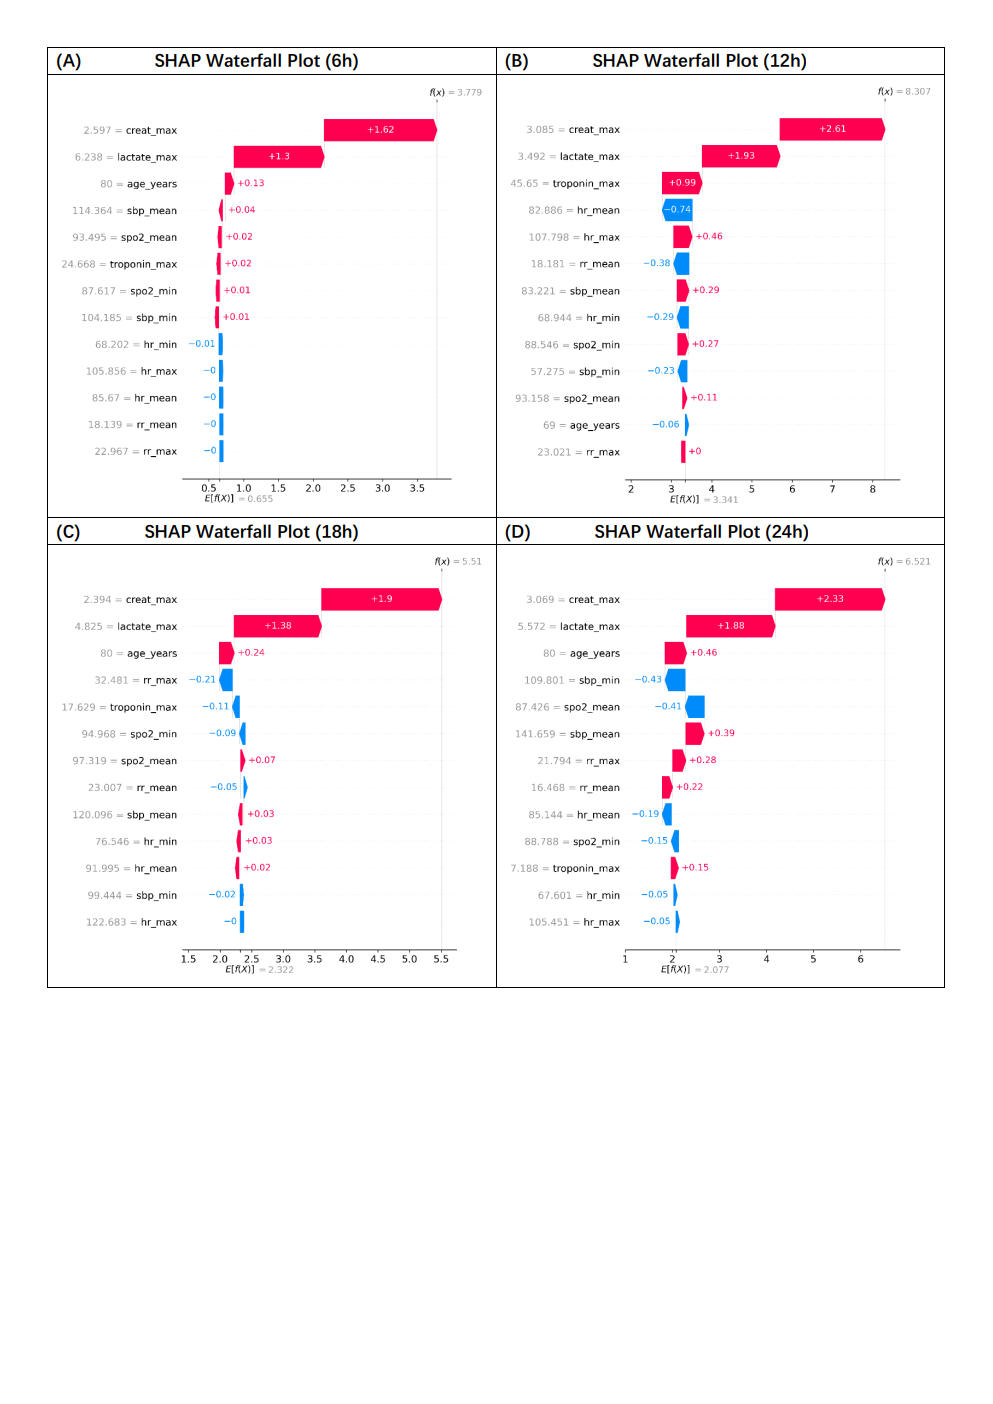 (A) SHAP Waterfall Plot (6h)
f(x) = 3.779
2.597 = creat_max +1.62
6.238 = lactate_max +1.3
80 = age_years +0.13
114.364 = sbp_mean +0.04
93.495 = spo2_mean +0.02
24.668 = troponin_max +0.02
87.617 = spo2_min +0.01
104.185 = sbp_min +0.01
68.202 = hr_min −0.01
105.856 = hr_max −0
85.67 = hr_mean −0
18.139 = rr_mean −0
22.967 = rr_max −0
0.5 1.0 1.5 2.0 2.5 3.0 3.5
E[f(X)] = 0.655
(B) SHAP Waterfall Plot (12h)
f(x) = 8.307
3.085 = creat_max +2.61
3.492 = lactate_max +1.93
45.65 = troponin_max +0.99
82.886 = hr_mean −0.74
107.798 = hr_max +0.46
18.181 = rr_mean −0.38
83.221 = sbp_mean +0.29
68.944 = hr_min −0.29
88.546 = spo2_min +0.27
57.275 = sbp_min −0.23
93.158 = spo2_mean +0.11
69 = age_years −0.06
23.021 = rr_max +0
2 3 4 5 6 7 8
E[f(X)] = 3.341
(C) SHAP Waterfall Plot (18h)
f(x) = 5.51
2.394 = creat_max +1.9
4.825 = lactate_max +1.38
80 = age_years +0.24
32.481 = rr_max −0.21
17.629 = troponin_max −0.11
94.968 = spo2_min −0.09
97.319 = spo2_mean +0.07
23.007 = rr_mean −0.05
120.096 = sbp_mean +0.03
76.546 = hr_min +0.03
91.995 = hr_mean +0.02
99.444 = sbp_min −0.02
122.683 = hr_max −0
1.5 2.0 2.5 3.0 3.5 4.0 4.5 5.0 5.5
E[f(X)] = 2.322
(D) SHAP Waterfall Plot (24h)
f(x) = 6.521
3.069 = creat_max +2.33
5.572 = lactate_max +1.88
80 = age_years +0.46
109.801 = sbp_min −0.43
87.426 = spo2_mean −0.41
141.659 = sbp_mean +0.39
21.794 = rr_max +0.28
16.468 = rr_mean +0.22
85.144 = hr_mean −0.19
88.788 = spo2_min −0.15
7.188 = troponin_max +0.15
67.601 = hr_min −0.05
105.451 = hr_max −0.05
1 2 3 4 5 6
E[f(X)] = 2.077